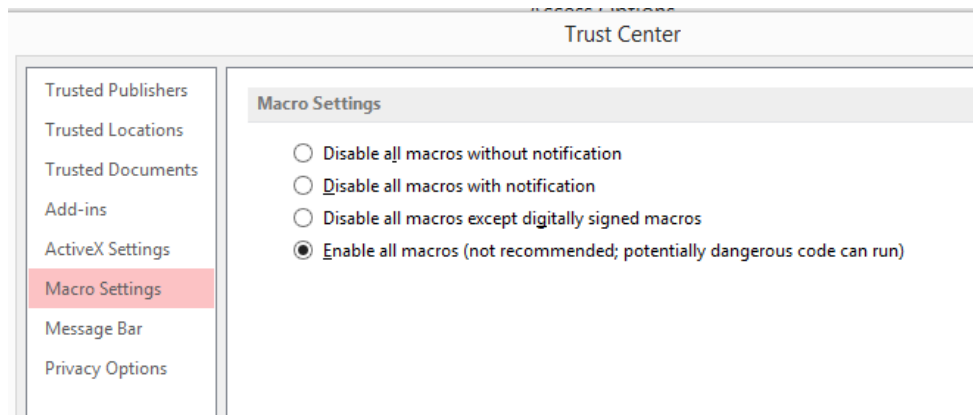 Access Options
Trust Center
Trusted Publishers
Trusted Locations
Trusted Documents
Add-ins
ActiveX Settings
Macro Settings
Message Bar
Privacy Options
Macro Settings
Disable all macros without notification
Disable all macros with notification
Disable all macros except digitally signed macros
Enable all macros (not recommended; potentially dangerous code can run)